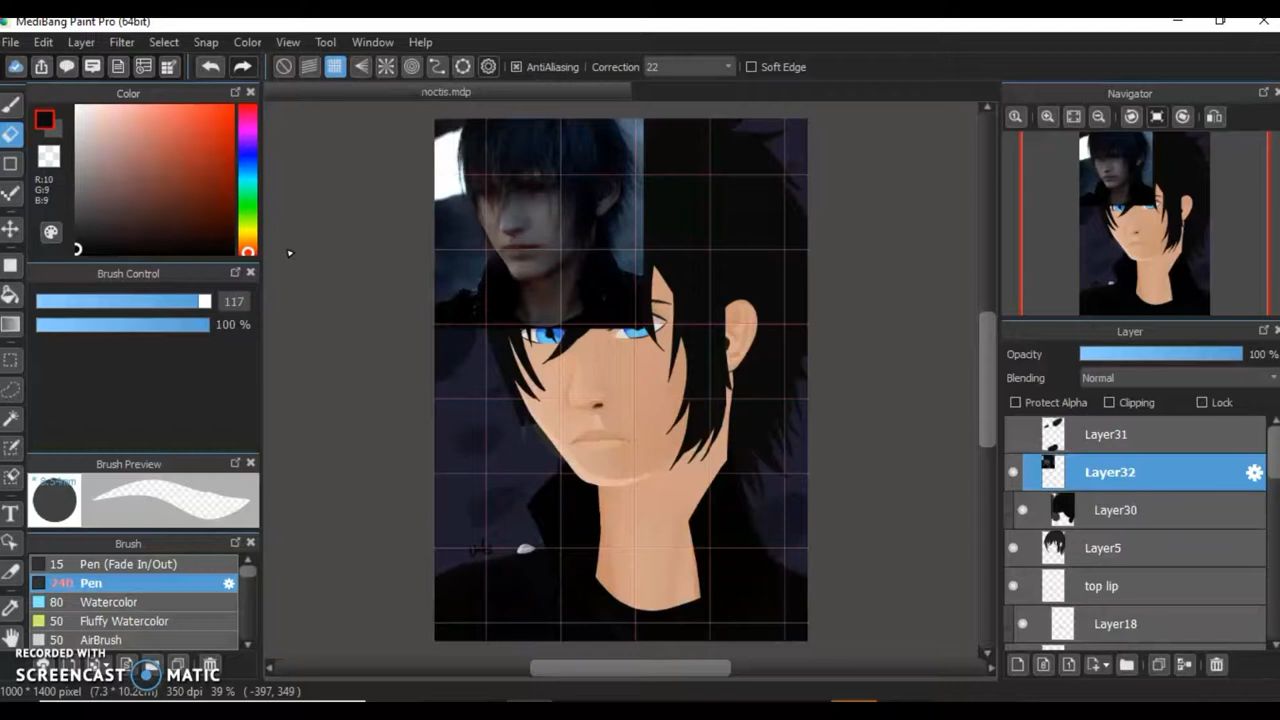 MediBang Paint Pro (64bit)
File Edit Layer Filter Select Snap Color View Tool Window Help
AntiAliasing Correction 22 Soft Edge
noctis.mdp
Color
R:10
G:9
B:9
Brush Control
117
100 %
Brush Preview
Brush
15 Pen (Fade In/Out)
240 Pen
80 Watercolor
50 Fluffy Watercolor
50 AirBrush
RECORDED WITH
SCREENCAST MATIC
1000 * 1400 pixel (7.3 * 10.2cm) 350 dpi 39 % ( -397, 349 )
Navigator
Layer
Opacity 100 %
Blending Normal
Protect Alpha Clipping Lock
Layer31
Layer32
Layer30
Layer5
top lip
Layer18